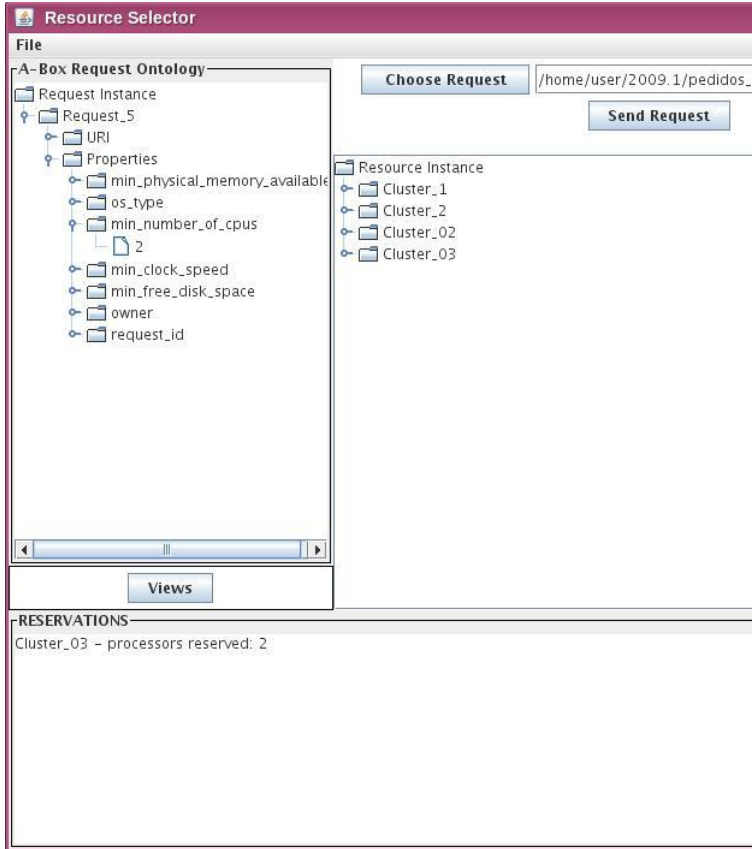 Resource Selector
File
A-Box Request Ontology
Request Instance
Request_5
URI
Properties
min_physical_memory_available
os_type
min_number_of_cpus
2
min_clock_speed
min_free_disk_space
owner
request_id
Views
Choose Request
/home/user/2009.1/pedidos_
Send Request
Resource Instance
Cluster_1
Cluster_2
Cluster_02
Cluster_03
RESERVATIONS
Cluster_03 – processors reserved: 2